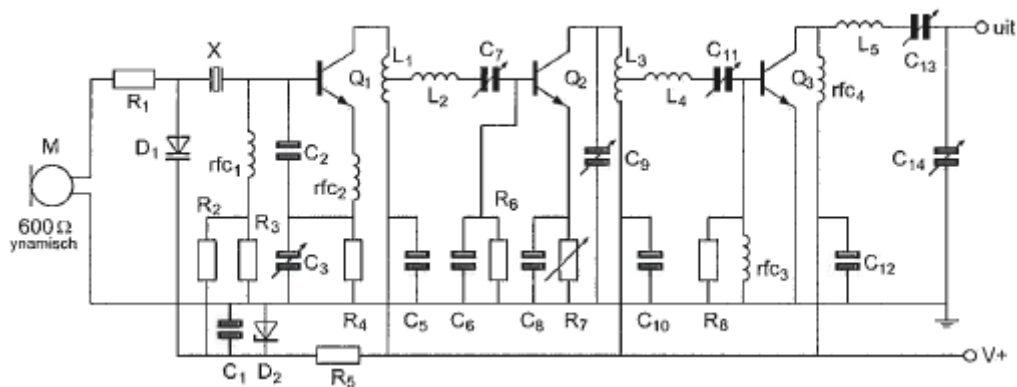 X
R1
D1
M
600Ω
ynamisch
R2
rfc1
R3
C1
D2
C2
C3
Q1
rfc2
R4
R5
L1
C5
L2
C7
C6
R6
C8
R7
Q2
C9
L3
C10
L4
C11
R8
rfc3
Q3
rfc4
C12
L5
C13
C14
uit
V+